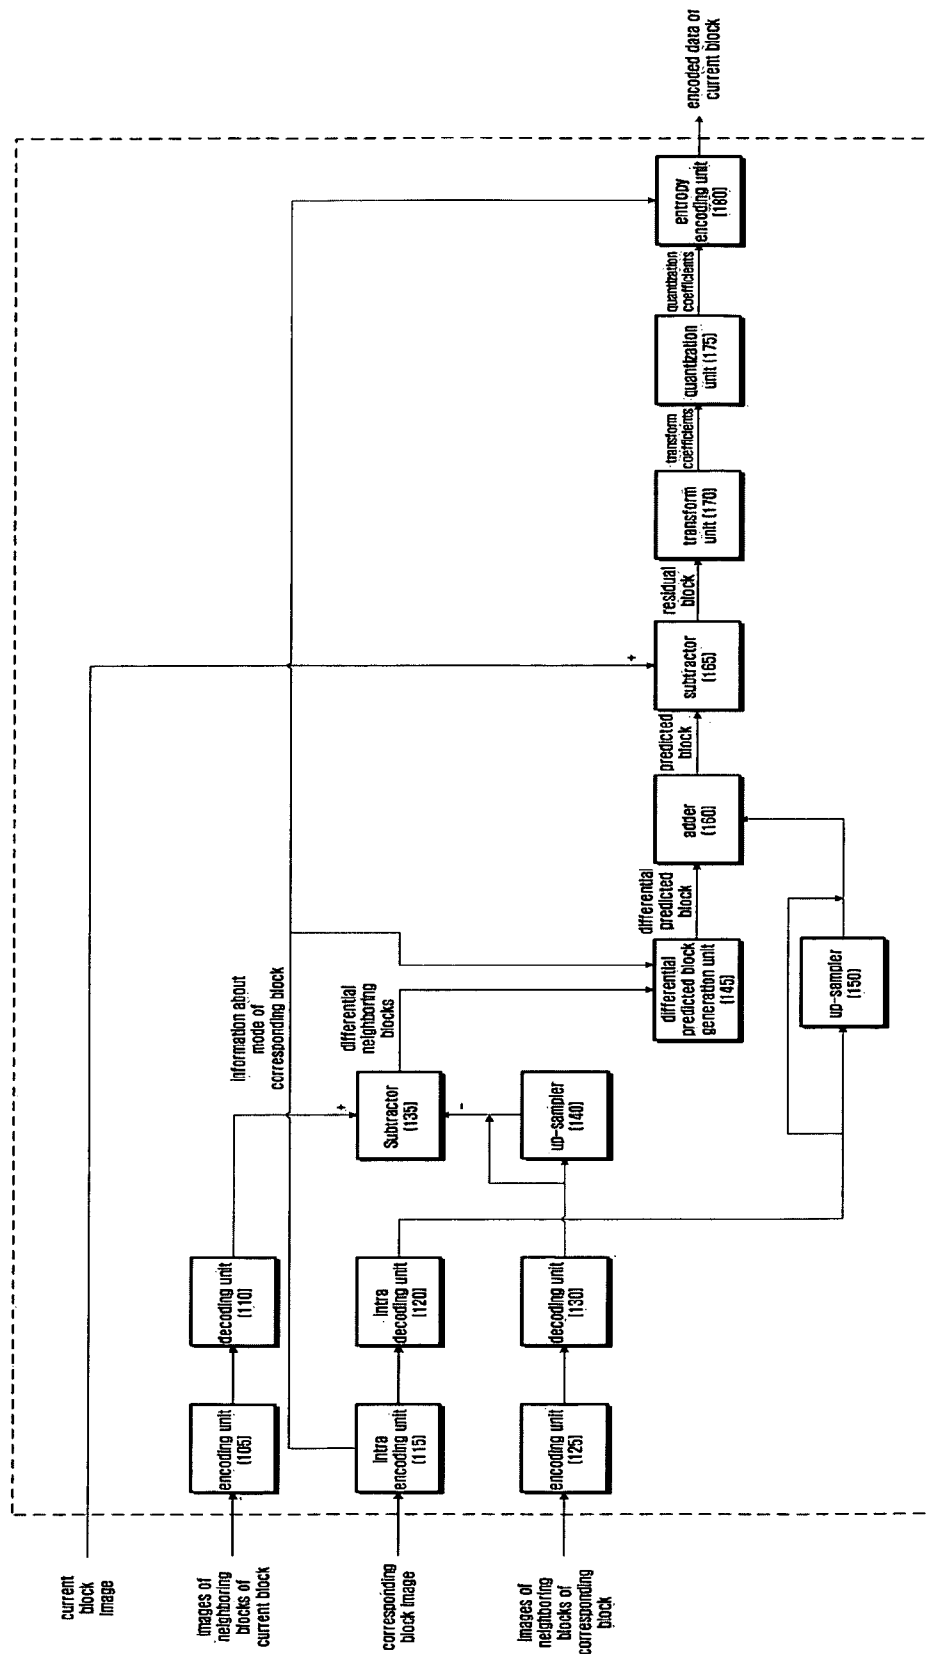 current
block
image
images of
neighboring
blocks of
current block
corresponding
block image
images of
neighboring
blocks of
corresponding
block
encoding unit
(105)
intra
encoding unit
(115)
encoding unit
(125)
decoding unit
(110)
intra
decoding unit
(120)
decoding unit
(130)
information about
mode of
corresponding block
+
Subtractor
(135)
-
up-sampler
(140)
differential
neighboring
blocks
differential
predicted block
generation unit
(145)
up-sampler
(150)
differential
predicted
block
adder
(160)
predicted
block
+
subtractor
(165)
residual
block
transform
unit (170)
transform
coefficients
quantization
unit (175)
quantization
coefficients
entropy
encoding unit
(180)
encoded data of
current block